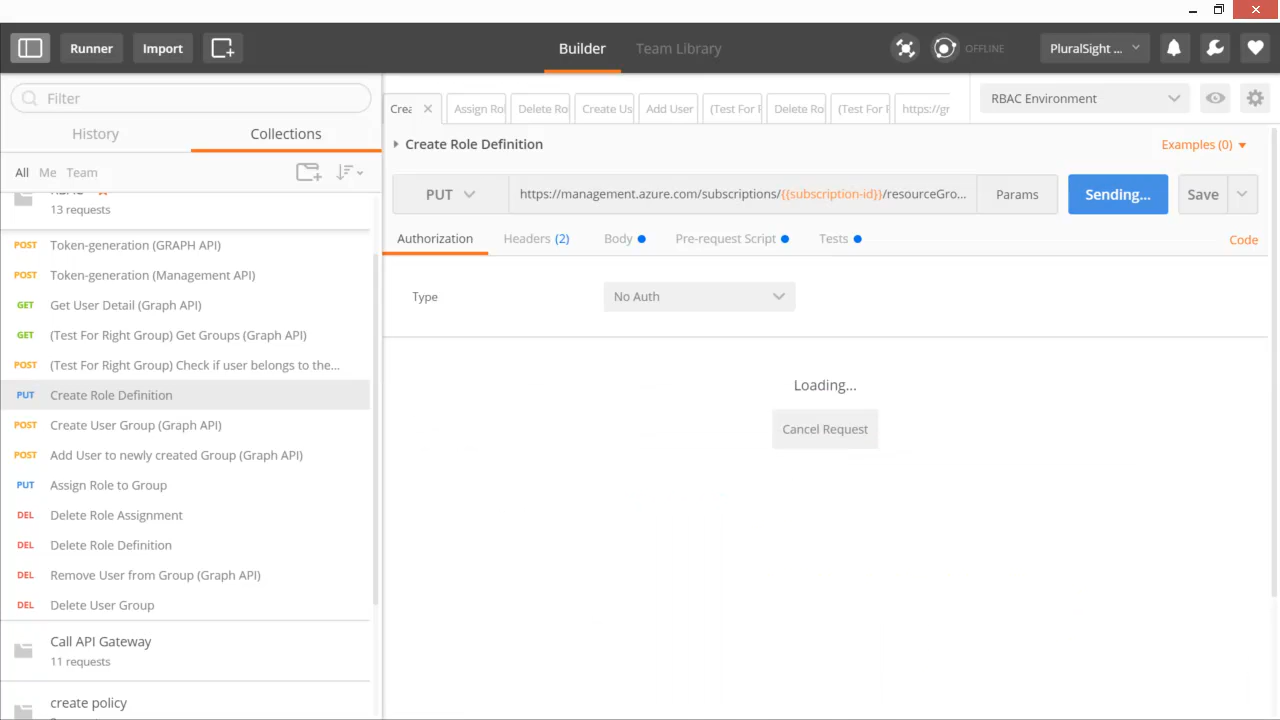 Runner
Import
Builder
Team Library
OFFLINE
PluralSight ...
Filter
History
Collections
All
Me
Team
13 requests
POST Token-generation (GRAPH API)
POST Token-generation (Management API)
GET Get User Detail (Graph API)
GET (Test For Right Group) Get Groups (Graph API)
POST (Test For Right Group) Check if user belongs to the...
PUT Create Role Definition
POST Create User Group (Graph API)
POST Add User to newly created Group (Graph API)
PUT Assign Role to Group
DEL Delete Role Assignment
DEL Delete Role Definition
DEL Remove User from Group (Graph API)
DEL Delete User Group
Call API Gateway
11 requests
create policy
Crea
Assign Ro
Delete Ro
Create Us
Add User
(Test For F
Delete Ro
(Test For F
https://gr
RBAC Environment
Create Role Definition
Examples (0)
PUT
https://management.azure.com/subscriptions/{{subscription-id}}/resourceGro...
Params
Sending...
Save
Authorization
Headers (2)
Body
Pre-request Script
Tests
Code
Type
No Auth
Loading...
Cancel Request